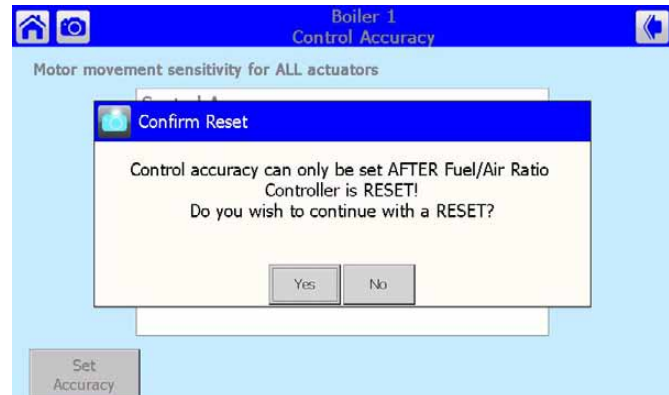 Boiler 1
Control Accuracy
Motor movement sensitivity for ALL actuators
Confirm Reset
Control accuracy can only be set AFTER Fuel/Air Ratio
Controller is RESET!
Do you wish to continue with a RESET?
Yes No
Set
Accuracy